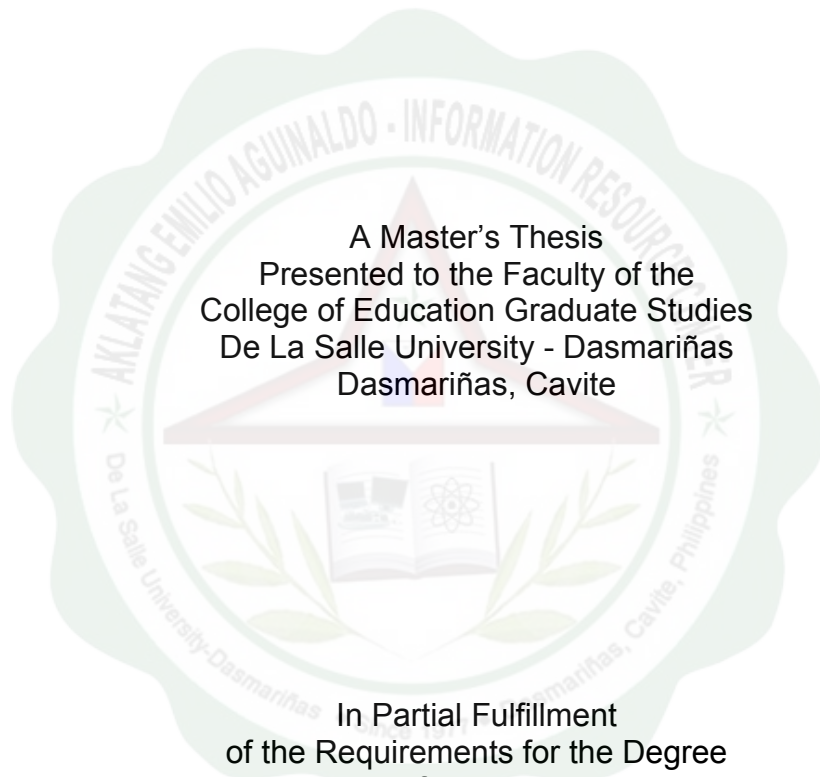 AKLATANG EMILIO AGUINALDO - INFORMATION RESOURCE CENTER
A Master's Thesis
Presented to the Faculty of the
College of Education Graduate Studies
De La Salle University - Dasmariñas
Dasmariñas, Cavite
De La Salle University-Dasmariñas
Since 1977
Dasmariñas, Cavite, Philippines
In Partial Fulfillment
of the Requirements for the Degree